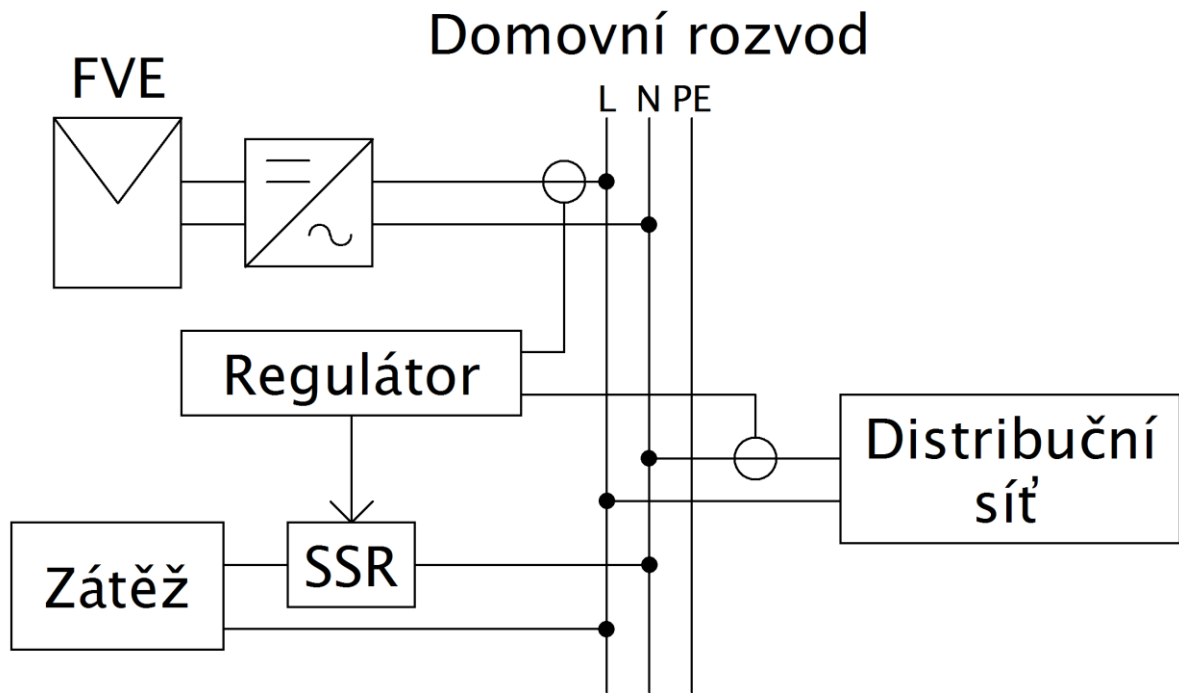 Domovní rozvod
FVE
L N PE
Regulátor
Distribuční
síť
SSR
Zátěž